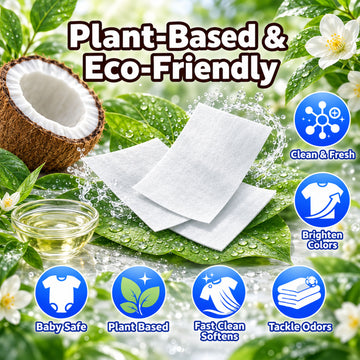 Plant-Based &
Eco-Friendly
Clean & Fresh
Brighten
Colors
Baby Safe
Plant Based
Fast Clean
Softens
Tackle Odors